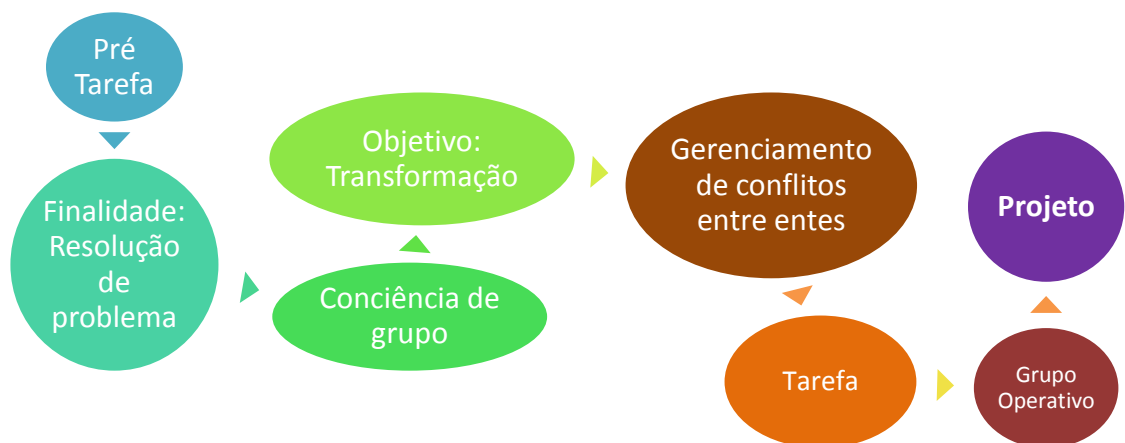 Pré
Tarefa
Finalidade:
Resolução
de
problema
Conciência de
grupo
Objetivo:
Transformação
Gerenciamento
de conflitos
entre entes
Tarefa
Grupo
Operativo
Projeto